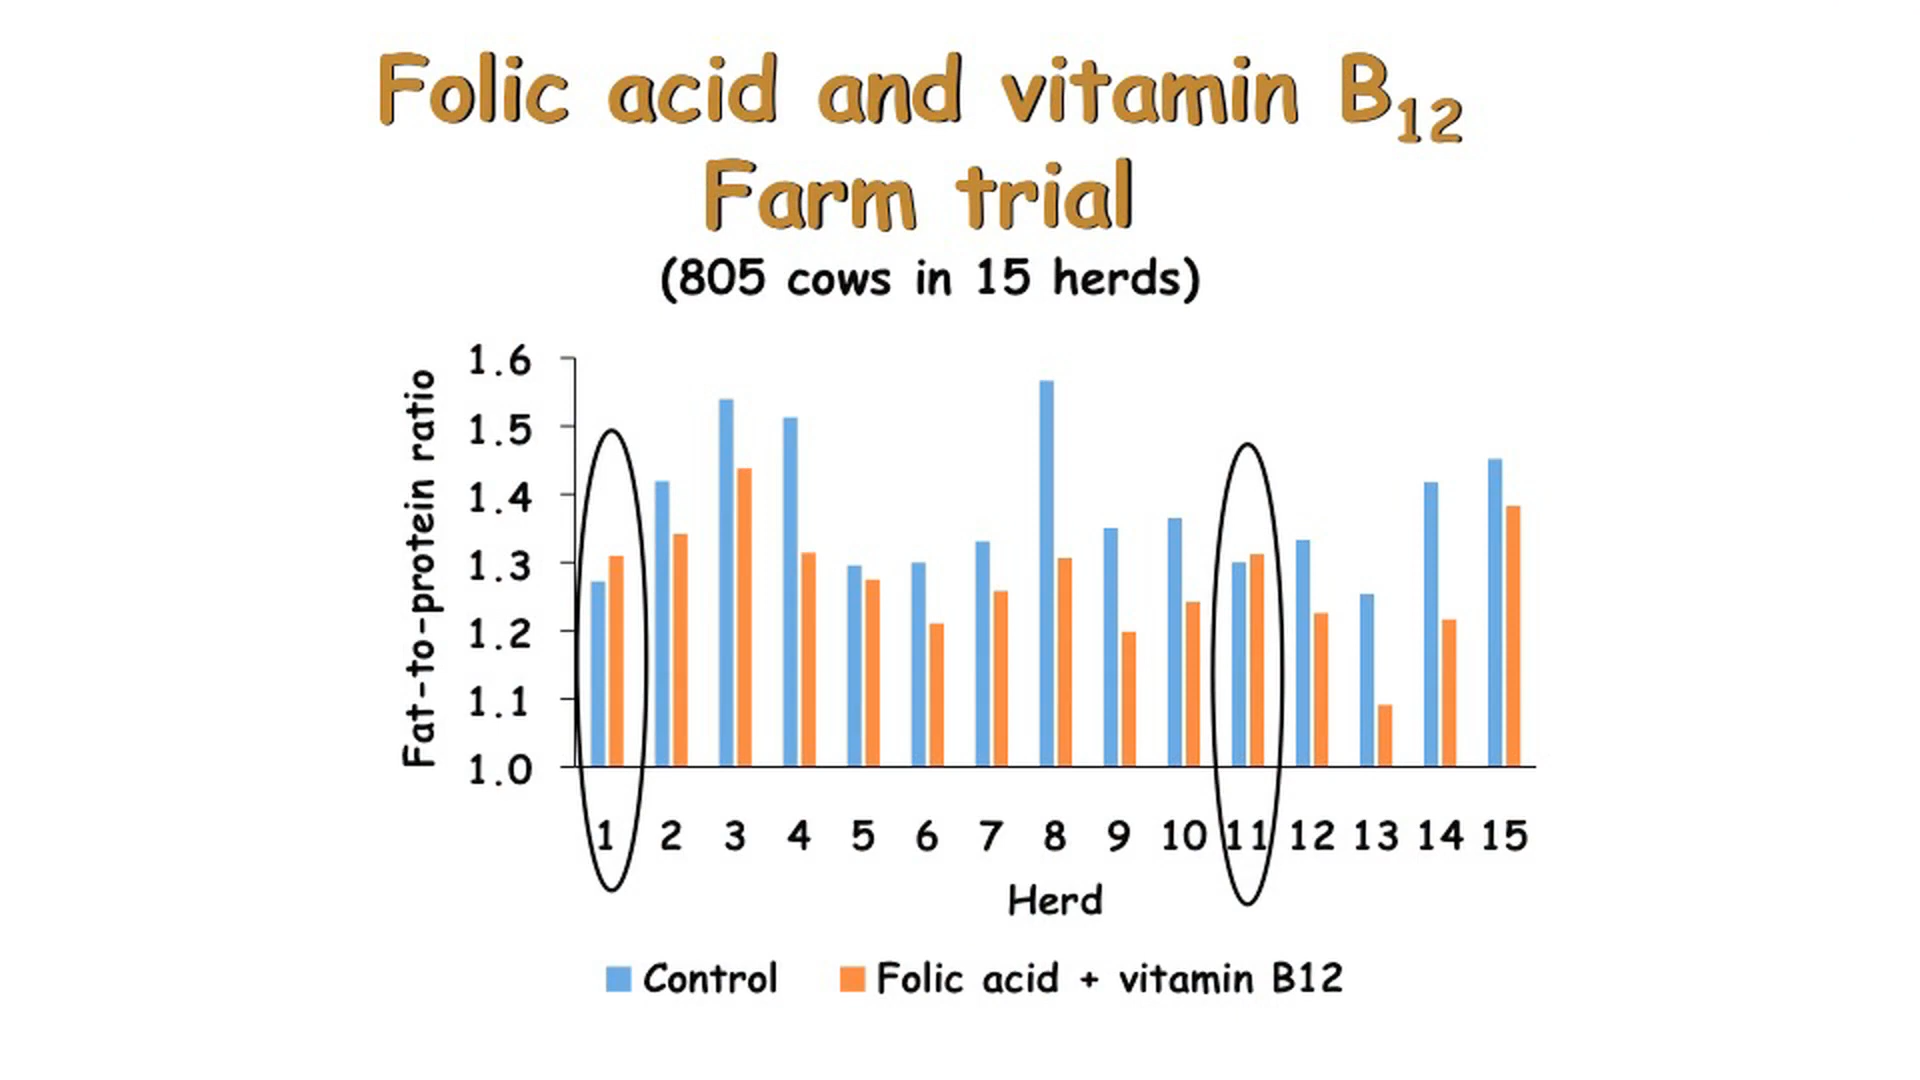 Folic acid and vitamin B12
Farm trial
(805 cows in 15 herds)
Fat-to-protein ratio
1.6
1.5
1.4
1.3
1.2
1.1
1.0
1 2 3 4 5 6 7 8 9 10 11 12 13 14 15
Herd
Control Folic acid + vitamin B12